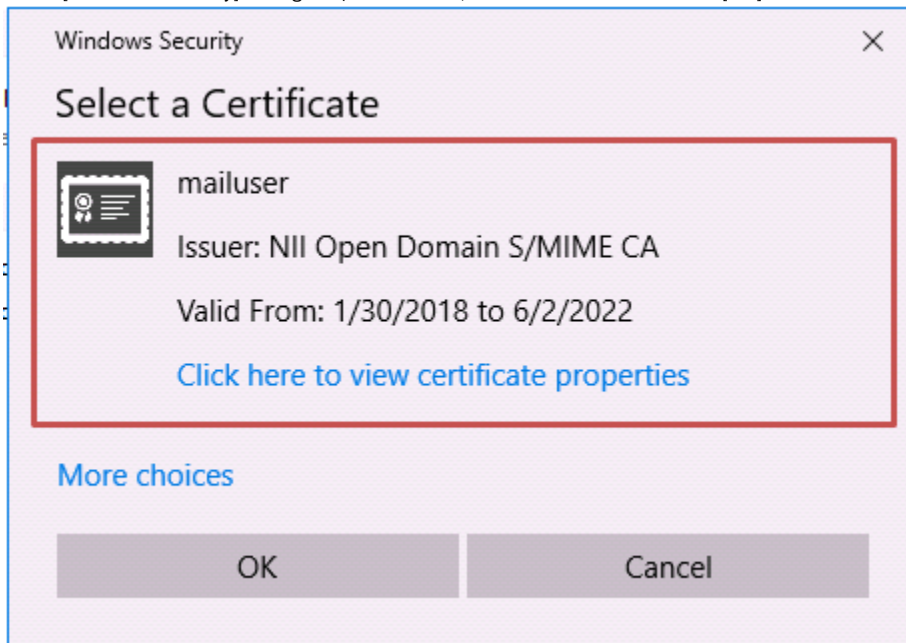 Windows Security
Select a Certificate
mailuser
Issuer: NII Open Domain S/MIME CA
Valid From: 1/30/2018 to 6/2/2022
Click here to view certificate properties
More choices
OK
Cancel